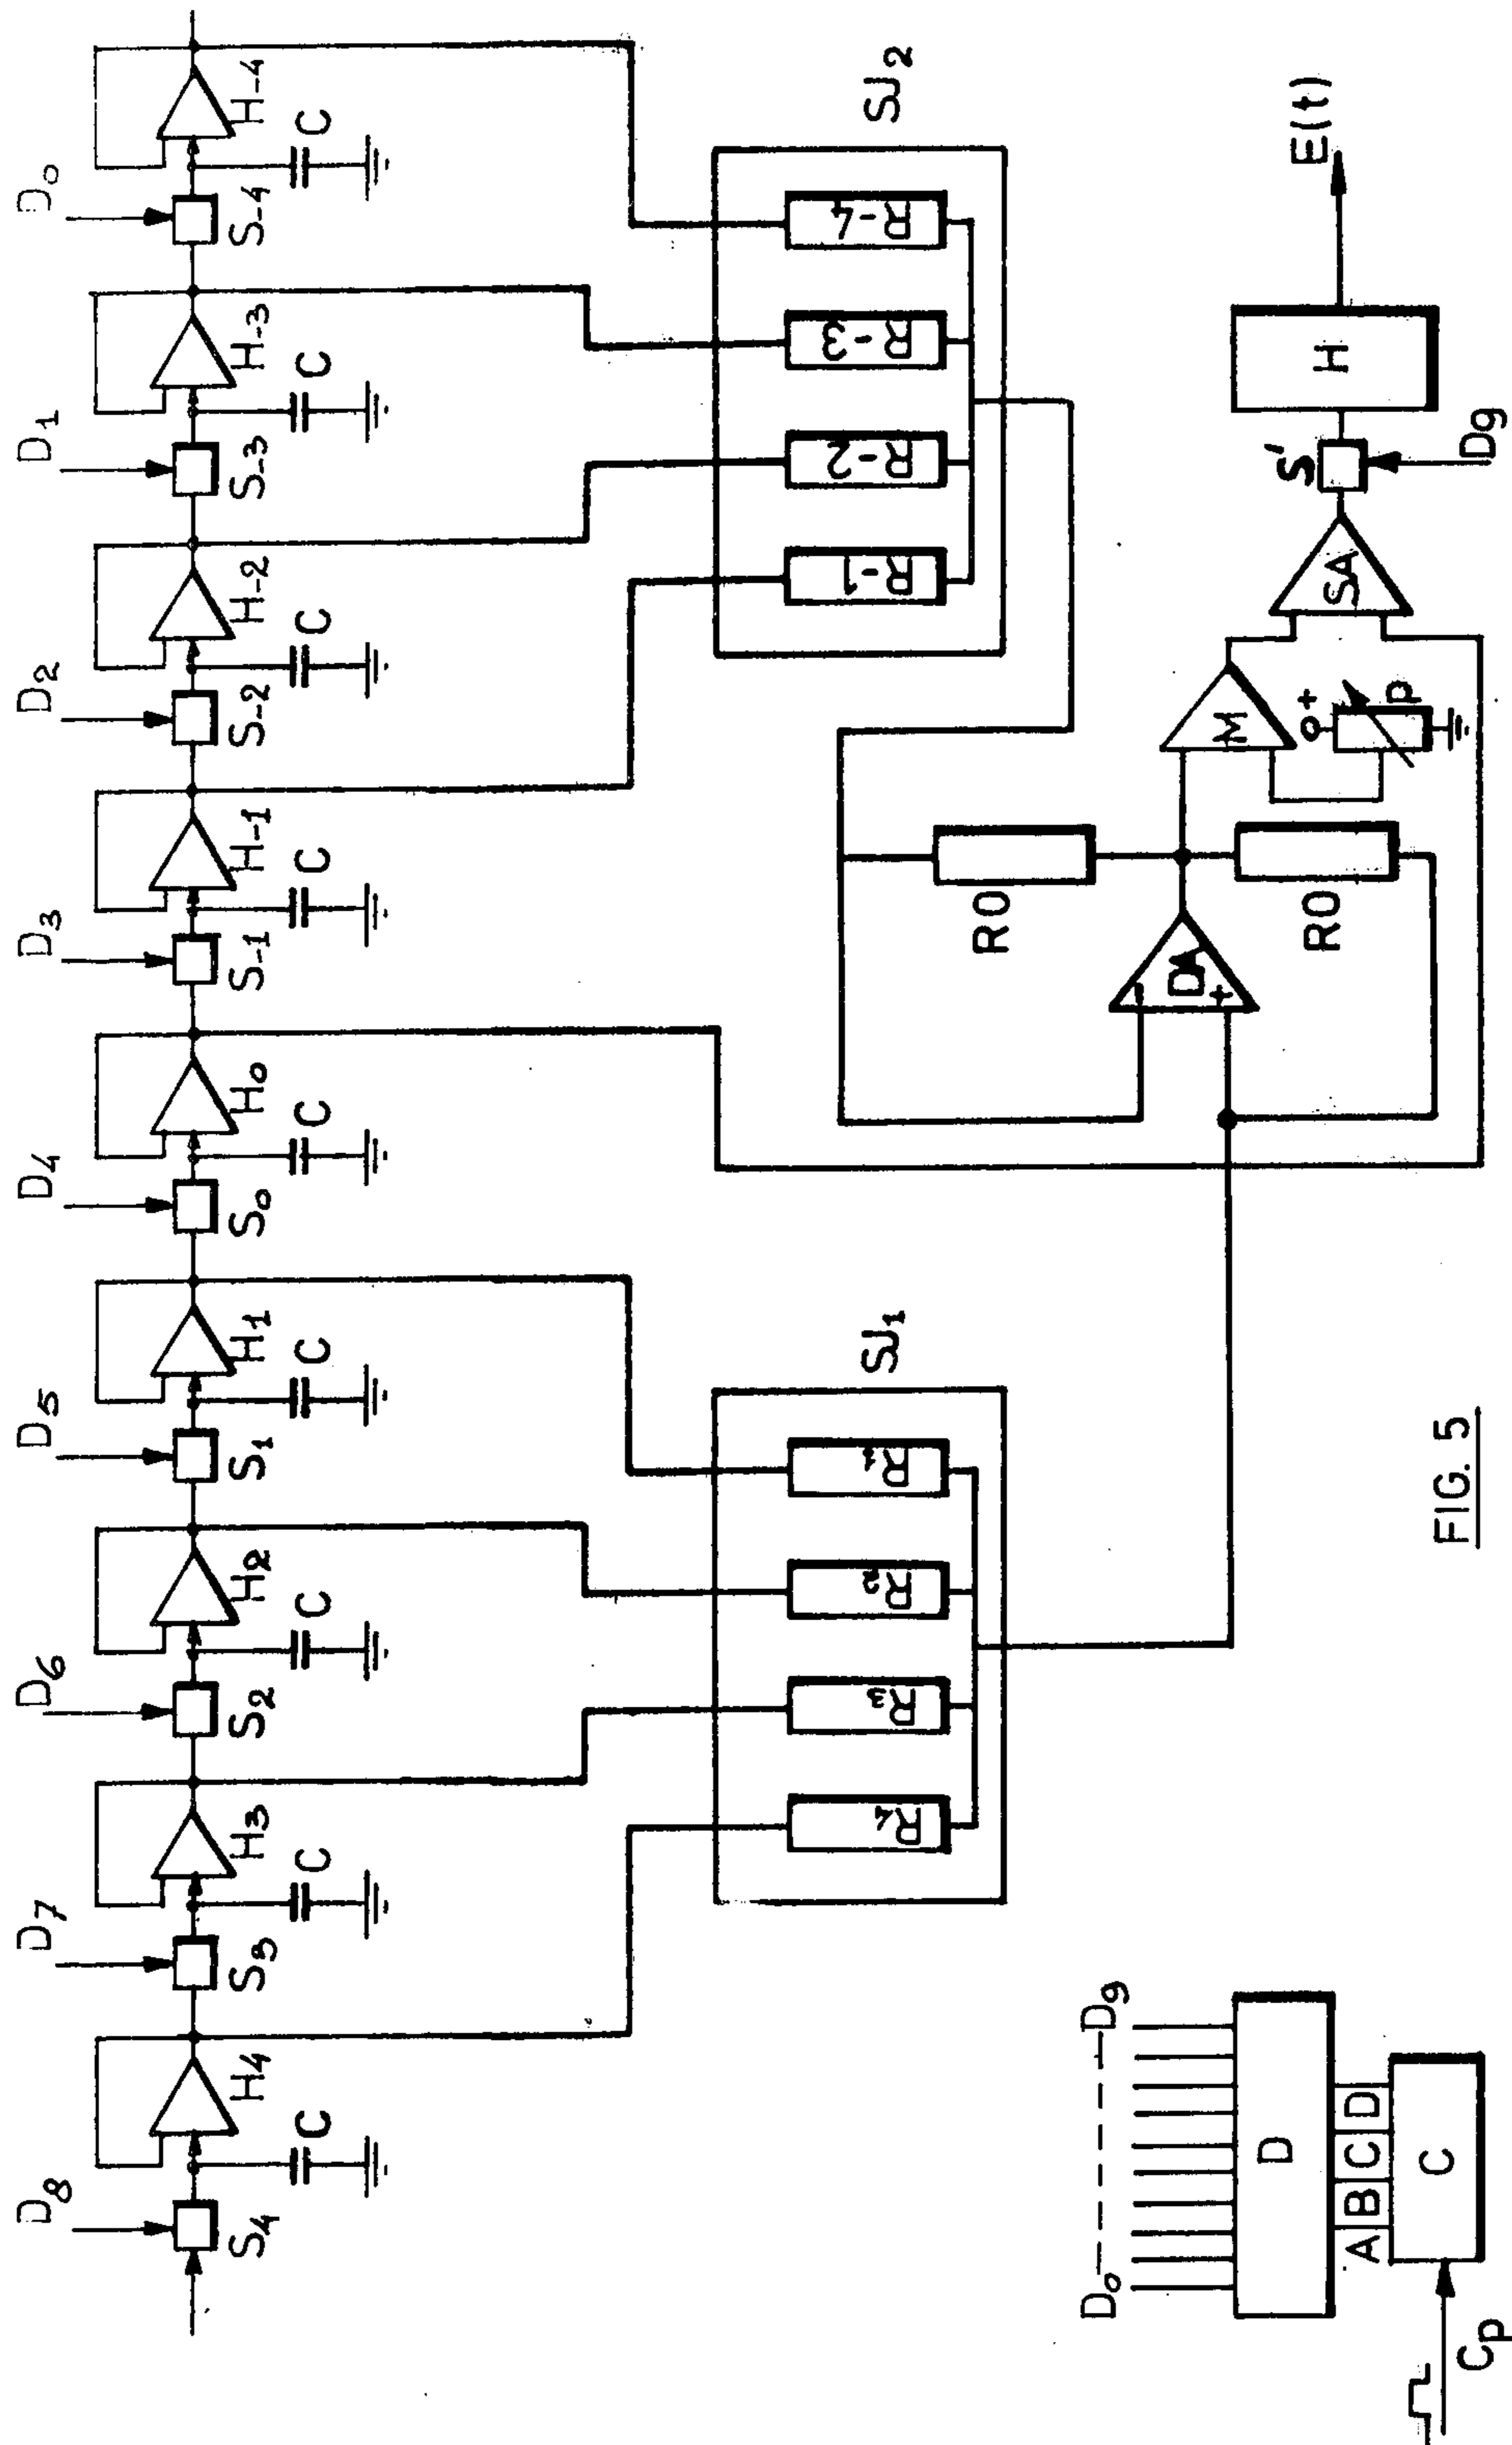 D8 D7 D6 D5 D4 D3 D2 D1 D0
S4 H4 S3 H3 S2 H2 S1 H1 S0 H0 S-1 H-1 S-2 H-2 S-3 H-3 S-4 H-4
C C C C C C C C C
R4 R3 R2 R1
SJ1
R-1 R-2 R-3 R-4
SJ2
R0
R0
DA
- +
M
+
P
SA
S'
D9
H
E(t)
D0 D9
D
A B C D
C
Cp
FIG. 5